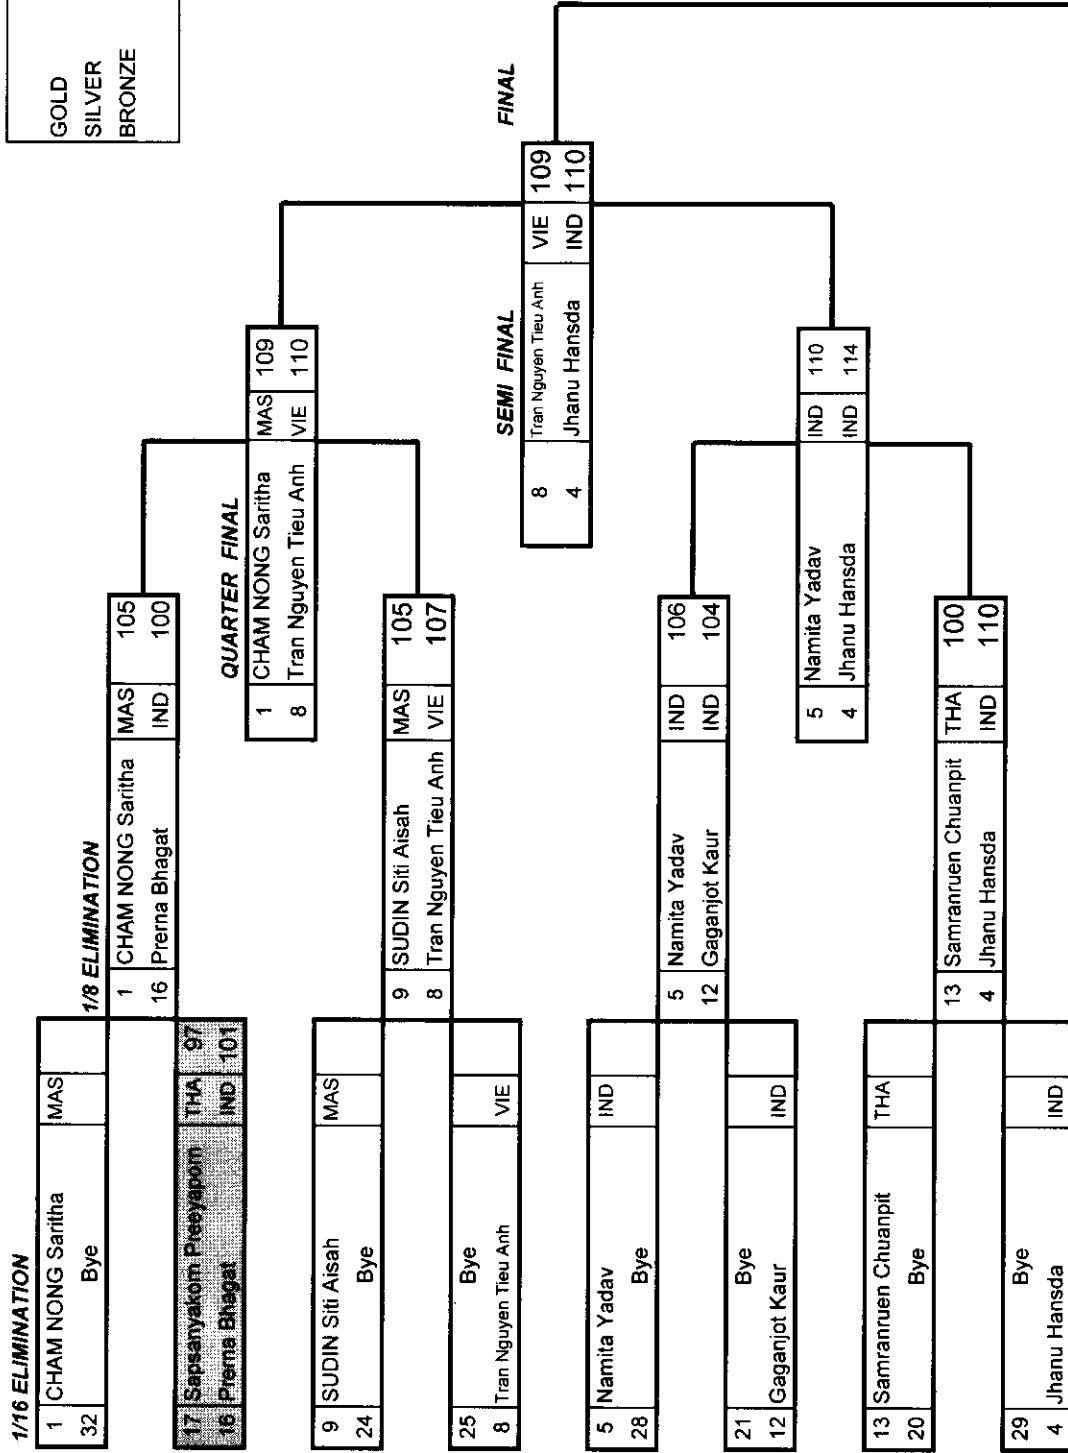 GOLD
SILVER
BRONZE
1/16 ELIMINATION
1 CHAM NONG Saritha MAS
32 Bye
17 Sapsanyakorn Preeyaporn THA 97
16 Prerna Bhagat IND 101
9 SUDIN Siti Aisah MAS
24 Bye
25 Bye
8 Tran Nguyen Tieu Anh VIE
5 Namita Yadav IND
28 Bye
21 Bye
12 Gaganjot Kaur IND
13 Samranruen Chuanpit THA
20 Bye
29 Bye
4 Jhanu Hansda IND
1/8 ELIMINATION
1 CHAM NONG Saritha MAS 105
16 Prerna Bhagat IND 100
9 SUDIN Siti Aisah MAS 105
8 Tran Nguyen Tieu Anh VIE 107
5 Namita Yadav IND 106
12 Gaganjot Kaur IND 104
13 Samranruen Chuanpit THA 100
4 Jhanu Hansda IND 110
QUARTER FINAL
1 CHAM NONG Saritha MAS 109
8 Tran Nguyen Tieu Anh VIE 110
5 Namita Yadav IND 110
4 Jhanu Hansda IND 114
SEMI FINAL
8 Tran Nguyen Tieu Anh VIE 109
4 Jhanu Hansda IND 110
FINAL